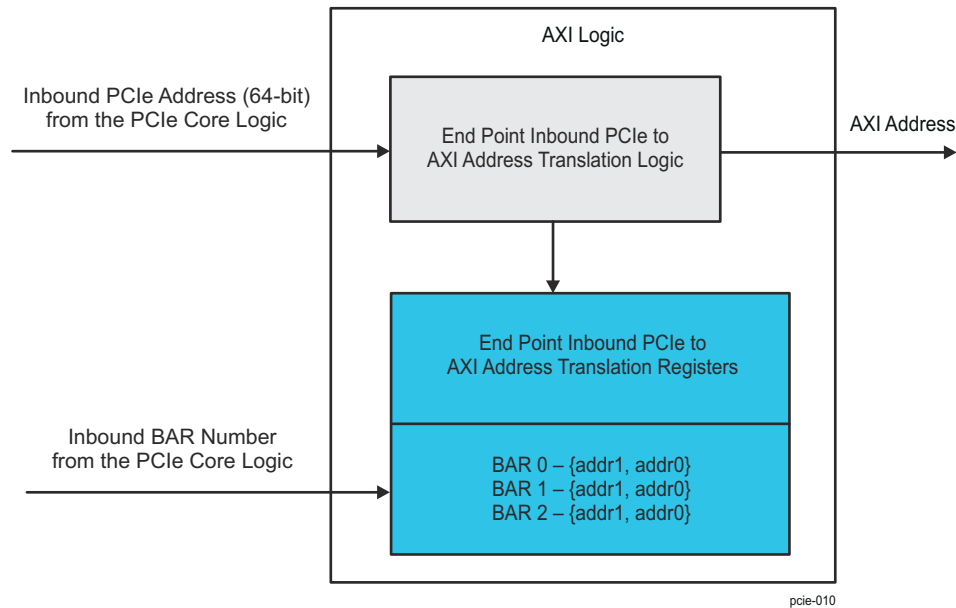 AXI Logic
Inbound PCIe Address (64-bit)
from the PCIe Core Logic
End Point Inbound PCIe to
AXI Address Translation Logic
AXI Address
End Point Inbound PCIe to
AXI Address Translation Registers
Inbound BAR Number
from the PCIe Core Logic
BAR 0 – {addr1, addr0}
BAR 1 – {addr1, addr0}
BAR 2 – {addr1, addr0}
pcie-010